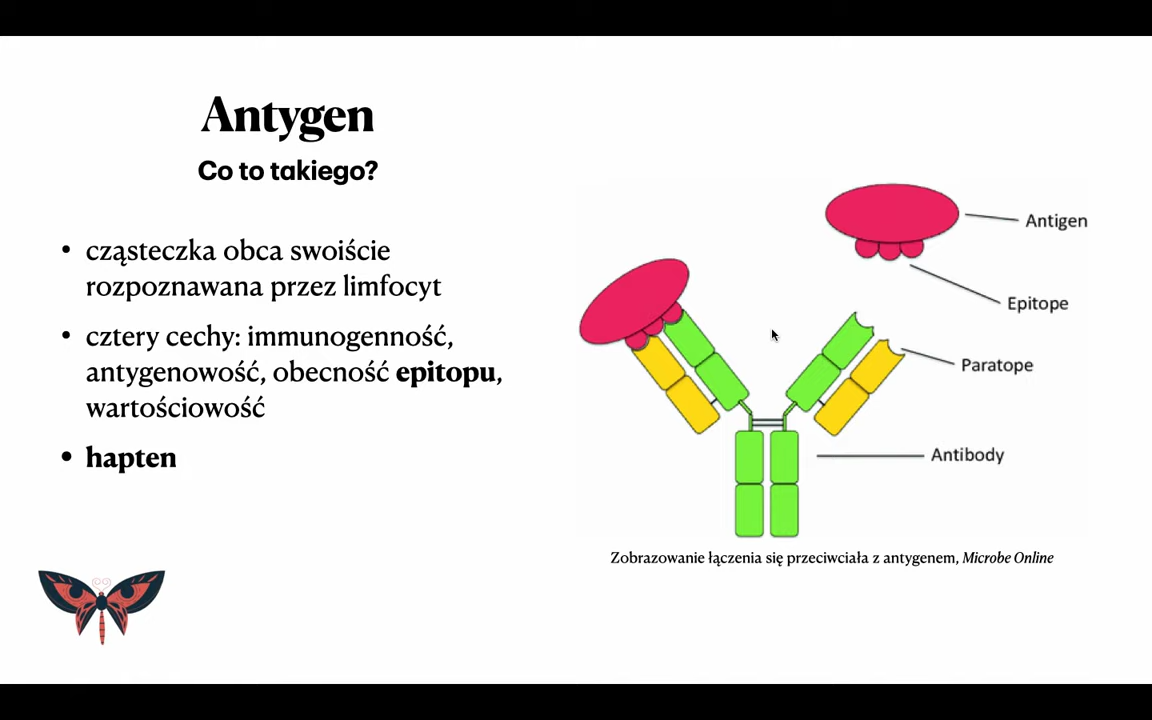 Antygen
Co to takiego?
• cząsteczka obca swoiście
rozpoznawana przez limfocyt
• cztery cechy: immunogenność,
antygenowość, obecność epitopu,
wartościowość
• hapten
Antigen
Epitope
Paratope
Antibody
Zobrazowanie łączenia się przeciwciała z antygenem, Microbe Online